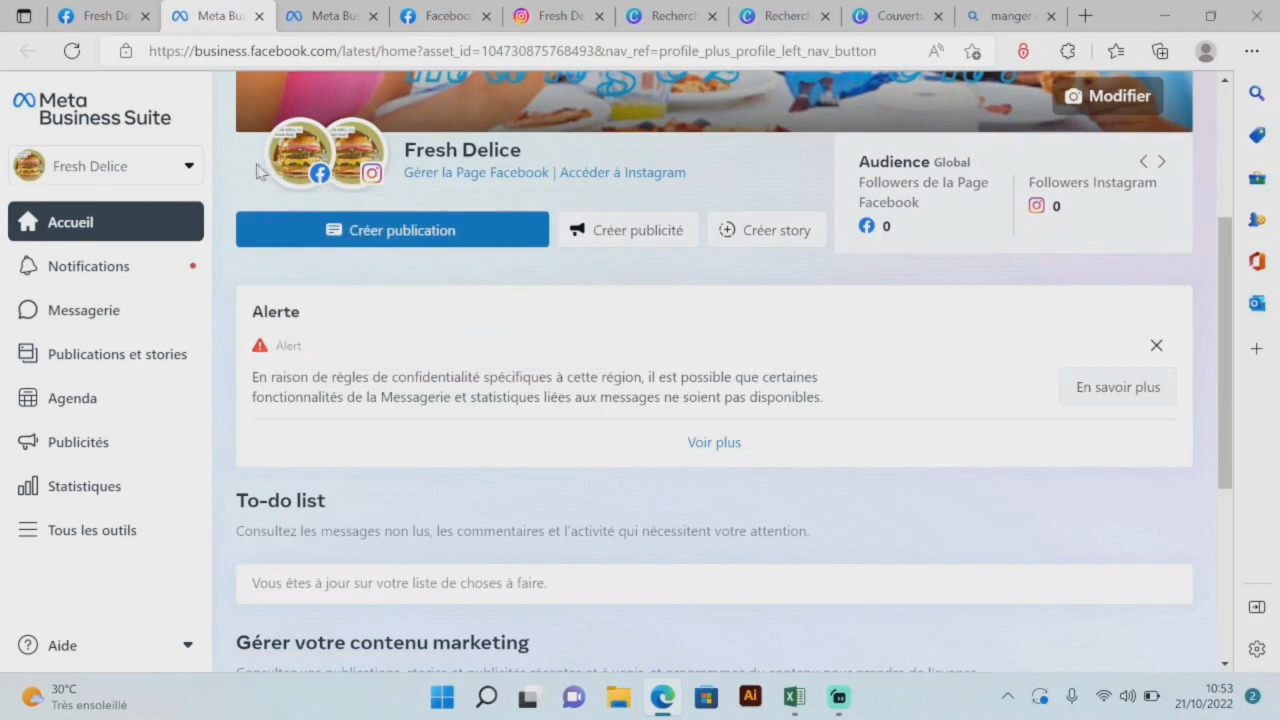 Fresh De
Meta Bus
Meta Bus
Faceboo
Fresh De
Recherc
Recherc
Couvert
manger
https://business.facebook.com/latest/home?asset_id=104730875768493&nav_ref=profile_plus_profile_left_nav_button
Meta
Business Suite
Modifier
Fresh Delice
Fresh Delice
Gérer la Page Facebook | Accéder à Instagram
Audience Global
Followers de la Page
Facebook
0
Followers Instagram
0
Créer publication
Créer publicité
Créer story
Accueil
Notifications
Messagerie
Publications et stories
Agenda
Publicités
Statistiques
Tous les outils
Aide
Alerte
Alert
En raison de règles de confidentialité spécifiques à cette région, il est possible que certaines
fonctionnalités de la Messagerie et statistiques liées aux messages ne soient pas disponibles.
En savoir plus
Voir plus
To-do list
Consultez les messages non lus, les commentaires et l'activité qui nécessitent votre attention.
Vous êtes à jour sur votre liste de choses à faire.
Gérer votre contenu marketing
30°C
Très ensoleillé
Ai
10:53
21/10/2022
2